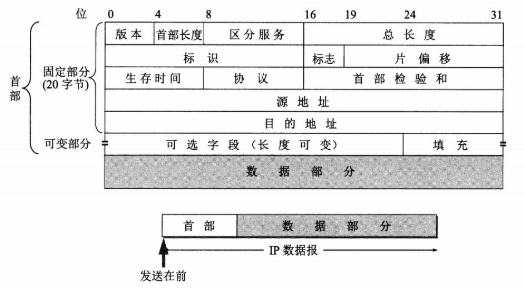 位 0 4 8 16 19 24 31
版本 首部长度 区分服务 总长度
标识 标志 片偏移
生存时间 协议 首部检验和
源地址
目的地址
可选字段（长度可变） 填充
数据部分
首部
固定部分
(20字节)
可变部分
首部 数据部分
IP数据报
发送在前